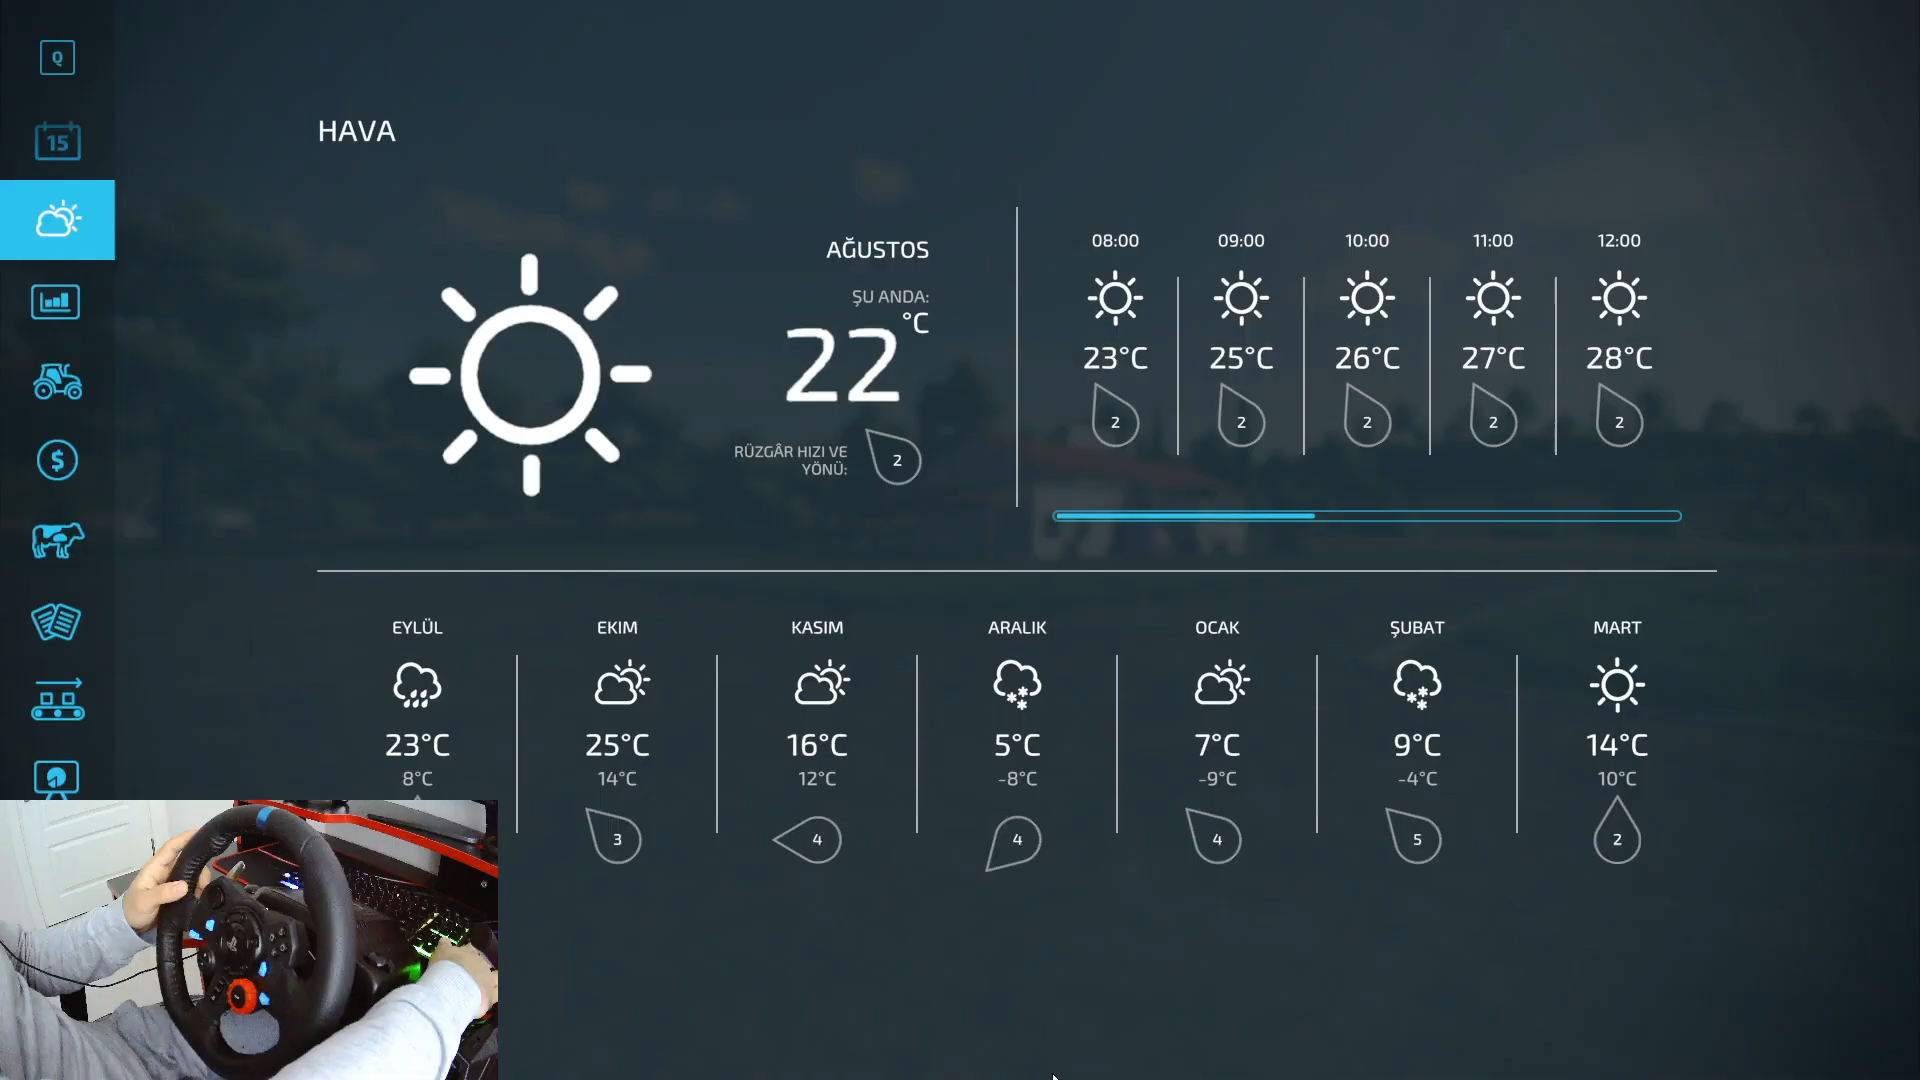 Q
15
HAVA
AĞUSTOS
ŞU ANDA:
22 °C
RÜZGÂR HIZI VE
YÖNÜ:
2
08:00 09:00 10:00 11:00 12:00
23°C 25°C 26°C 27°C 28°C
2 2 2 2 2
$
EYLÜL EKIM KASIM ARALIK OCAK ŞUBAT MART
23°C 25°C 16°C 5°C 7°C 9°C 14°C
8°C 14°C 12°C -8°C -9°C -4°C 10°C
3 4 4 4 5 2